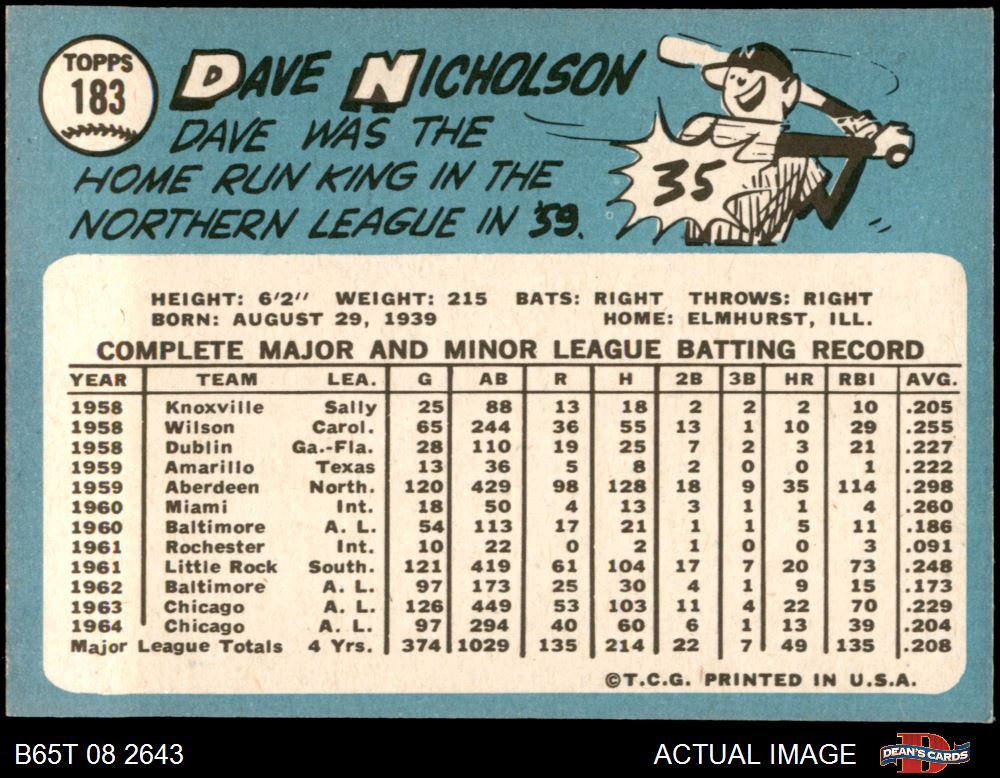 TOPPS
183
DAVE NICHOLSON
DAVE WAS THE
HOME RUN KING IN THE
NORTHERN LEAGUE IN '59.
35
HEIGHT: 6'2" WEIGHT: 215 BATS: RIGHT THROWS: RIGHT
BORN: AUGUST 29, 1939 HOME: ELMHURST, ILL.
COMPLETE MAJOR AND MINOR LEAGUE BATTING RECORD
YEAR TEAM LEA. G AB R H 2B 3B HR RBI AVG.
1958 Knoxville Sally 25 88 13 18 2 2 2 10 .205
1958 Wilson Carol. 65 244 36 55 13 1 10 29 .255
1958 Dublin Ga.-Fla. 28 110 19 25 7 2 3 21 .227
1959 Amarillo Texas 13 36 5 8 2 0 0 1 .222
1959 Aberdeen North. 120 429 98 128 18 9 35 114 .298
1960 Miami Int. 18 50 4 13 3 1 1 4 .260
1960 Baltimore A. L. 54 113 17 21 1 1 5 11 .186
1961 Rochester Int. 10 22 0 2 1 0 0 3 .091
1961 Little Rock South. 121 419 61 104 17 7 20 73 .248
1962 Baltimore A. L. 97 173 25 30 4 1 9 15 .173
1963 Chicago A. L. 126 449 53 103 11 4 22 70 .229
1964 Chicago A. L. 97 294 40 60 6 1 13 39 .204
Major League Totals 4 Yrs. 374 1029 135 214 22 7 49 135 .208
©T.C.G. PRINTED IN U.S.A.
B65T 08 2643 ACTUAL IMAGE DEAN'S CARDS